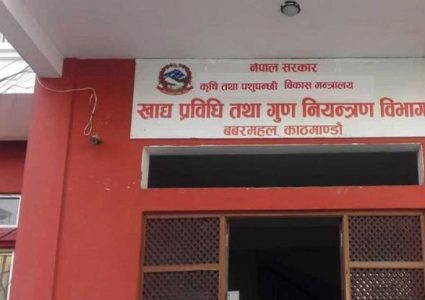 नेपाल सरकार
कृषि तथा पशुपन्छी विकास मन्त्रालय
खाद्य प्रविधि तथा गुण नियन्त्रण विभाग
बबरमहल, काठमाण्डौ